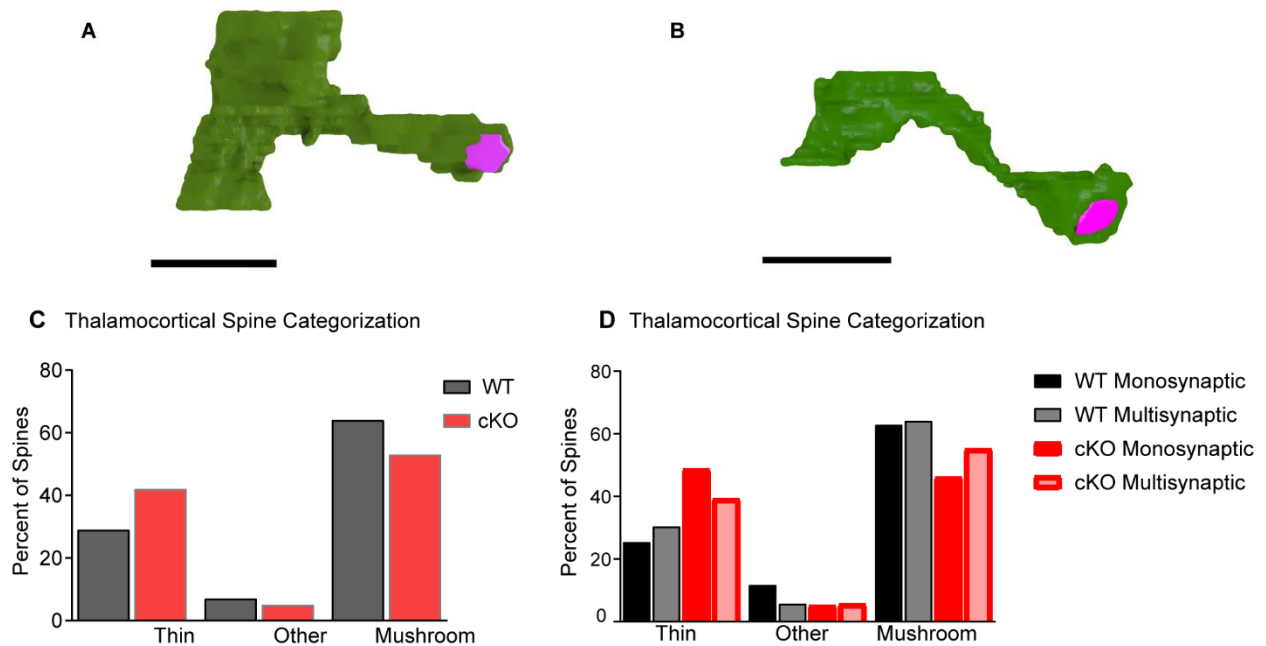 A
B
C Thalamocortical Spine Categorization
80
60
40
20
0
Percent of Spines
Thin Other Mushroom
WT
cKO
D Thalamocortical Spine Categorization
80
60
40
20
0
Percent of Spines
Thin Other Mushroom
WT Monosynaptic
WT Multisynaptic
cKO Monosynaptic
cKO Multisynaptic